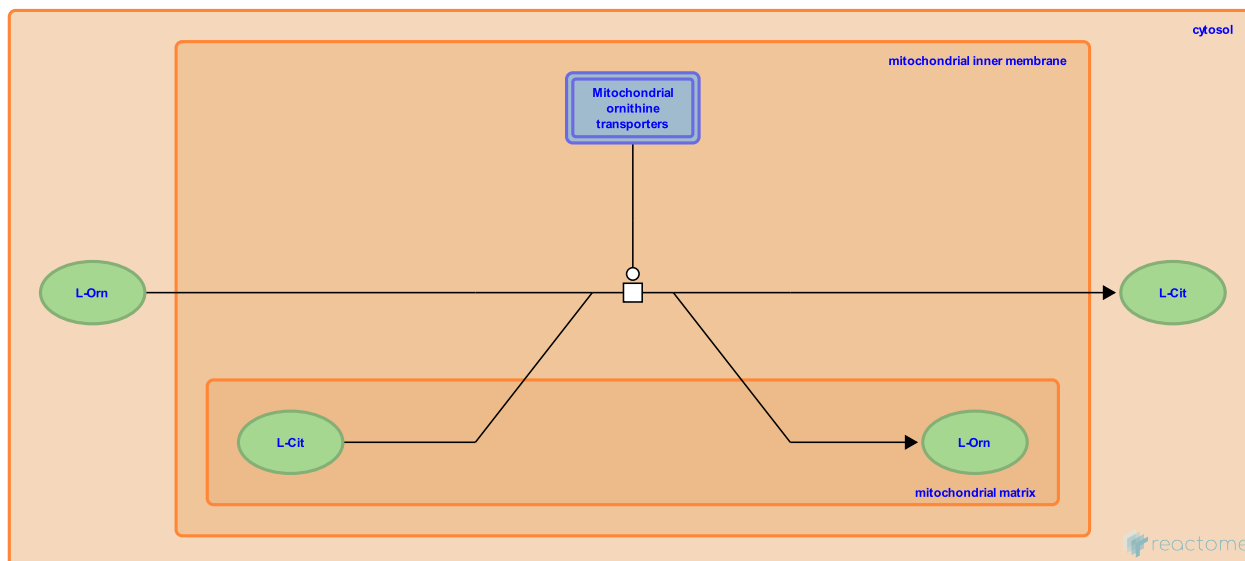 cytosol
mitochondrial inner membrane
Mitochondrial
ornithine
transporters
L-Orn
L-Cit
L-Cit
L-Orn
mitochondrial matrix
reactome